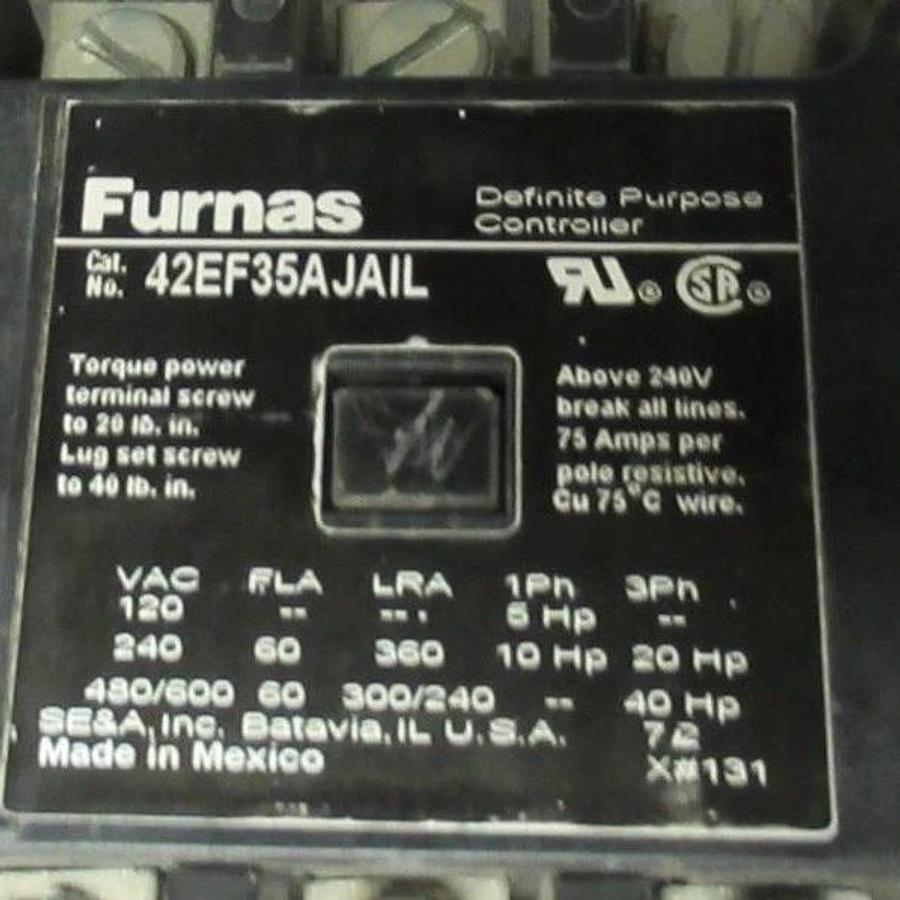 Furnas
Definite Purpose
Controller
Cat.
No. 42EF35AJAIL
UR ® SA ®
Torque power
terminal screw
to 20 lb. in.
Lug set screw
to 40 lb. in.
Above 240V
break all lines.
75 Amps per
pole resistive.
Cu 75°C wire.
VAC FLA LRA 1Ph 3Ph
120 -- -- 5 Hp --
240 60 360 10 Hp 20 Hp
480/600 60 300/240 -- 40 Hp
SE&A, Inc. Batavia, IL U.S.A. 72
Made in Mexico X#131